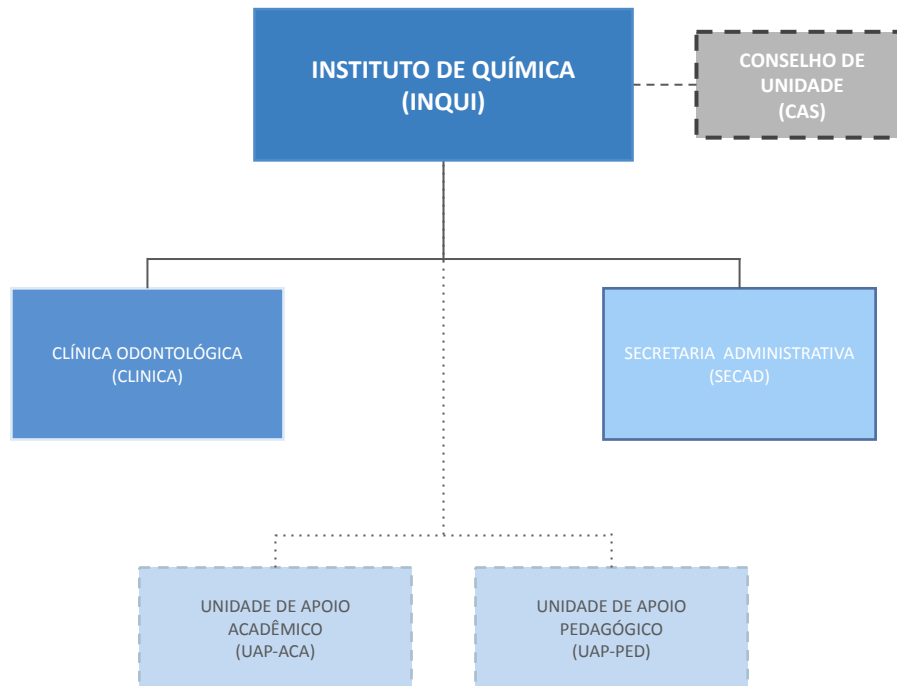 INSTITUTO DE QUÍMICA
(INQUI)
CONSELHO DE
UNIDADE
(CAS)
CLÍNICA ODONTOLÓGICA
(CLINICA)
SECRETARIA ADMINISTRATIVA
(SECAD)
UNIDADE DE APOIO
ACADÊMICO
(UAP-ACA)
UNIDADE DE APOIO
PEDAGÓGICO
(UAP-PED)